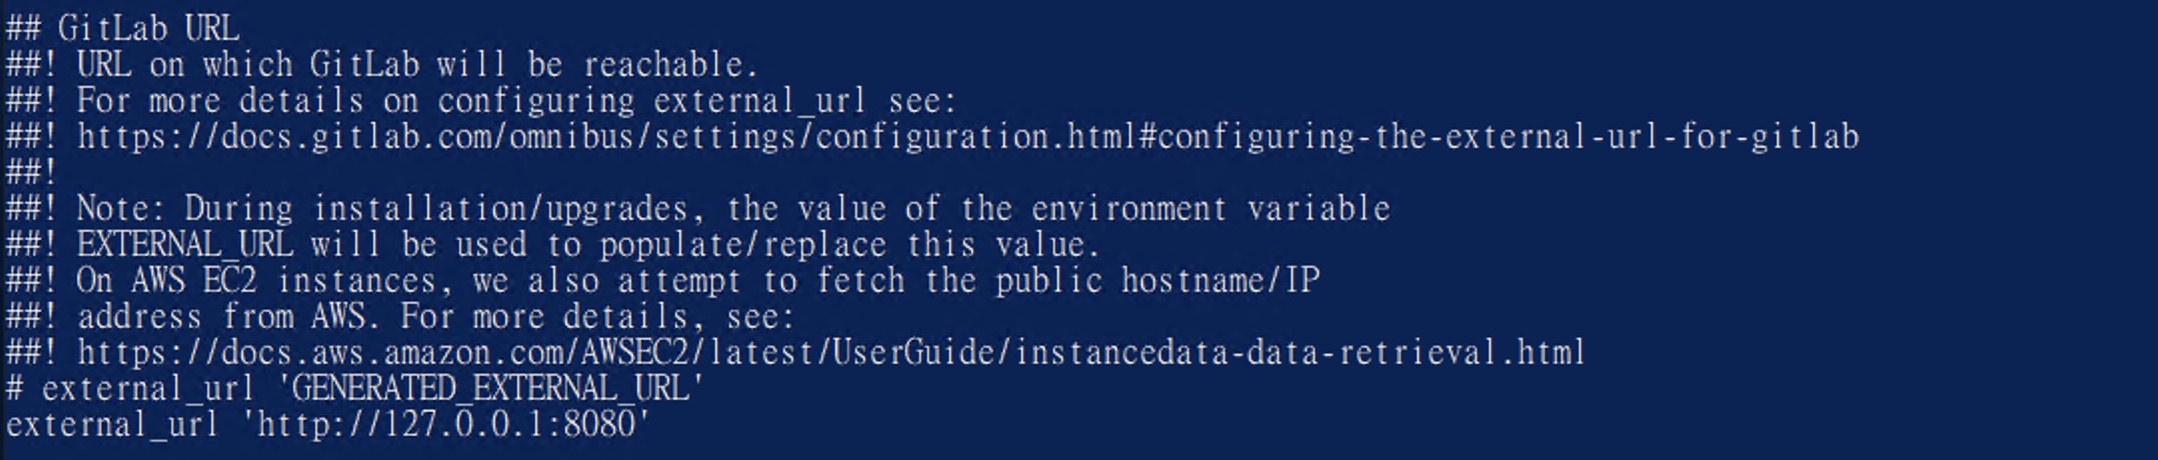 ## GitLab URL
##! URL on which GitLab will be reachable.
##! For more details on configuring external_url see:
##! https://docs.gitlab.com/omnibus/settings/configuration.html#configuring-the-external-url-for-gitlab
##!
##! Note: During installation/upgrades, the value of the environment variable
##! EXTERNAL_URL will be used to populate/replace this value.
##! On AWS EC2 instances, we also attempt to fetch the public hostname/IP
##! address from AWS. For more details, see:
##! https://docs.aws.amazon.com/AWSEC2/latest/UserGuide/instancedata-data-retrieval.html
# external_url 'GENERATED_EXTERNAL_URL'
external_url 'http://127.0.0.1:8080'